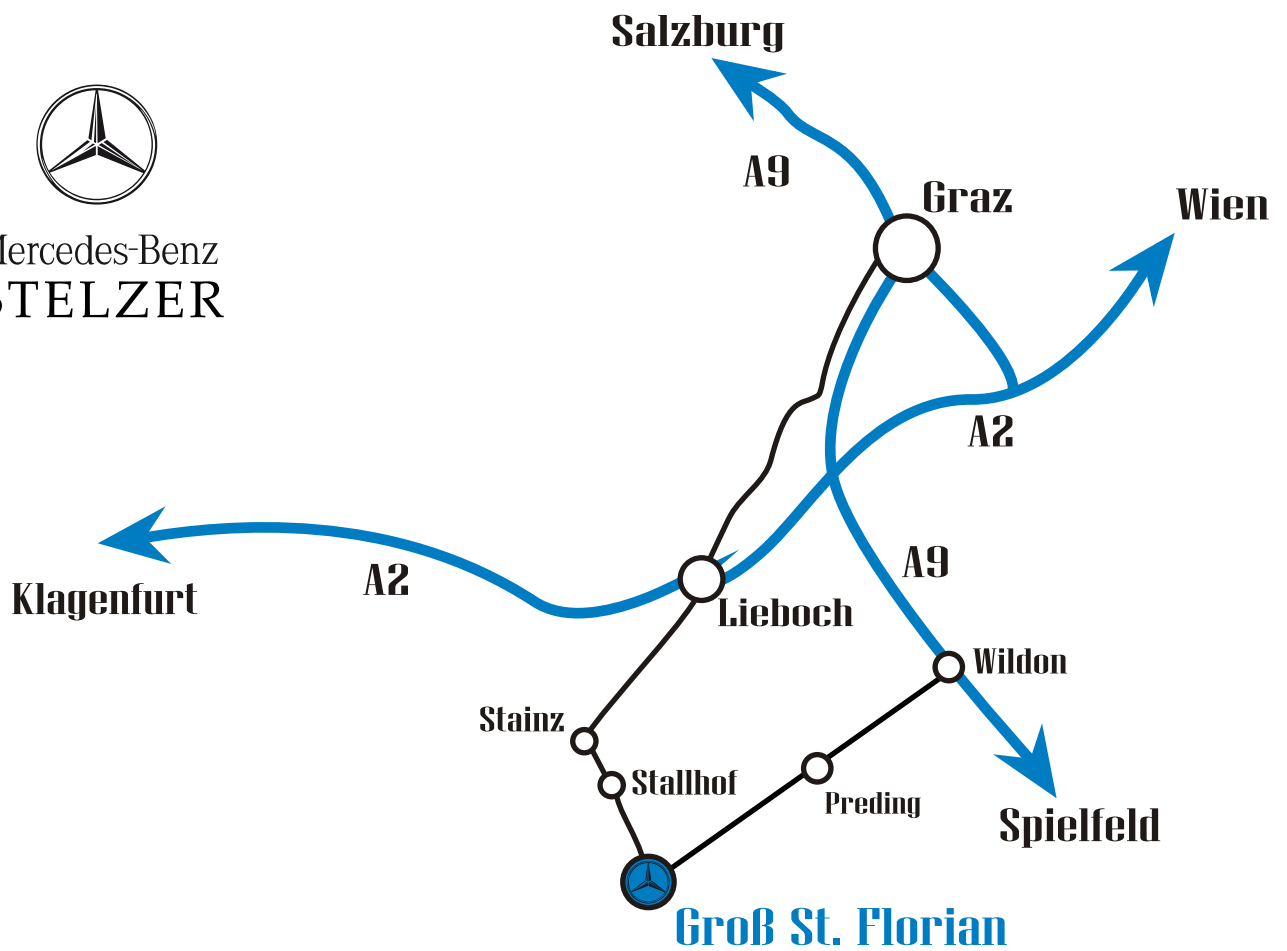 Salzburg
A9
Graz
Wien
Mercedes-Benz
STELZER
A2
A9
A2
Klagenfurt
Lieboch
Wildon
Stainz
Stallhof
Preding
Spielfeld
Groß St. Florian